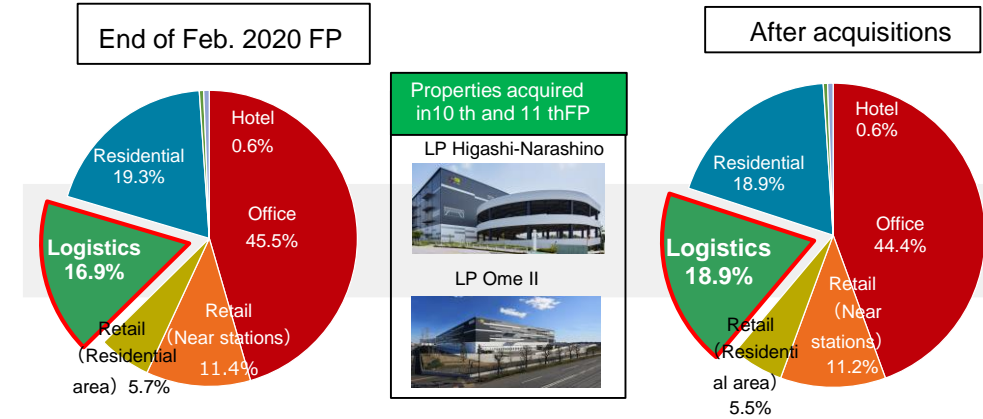 End of Feb. 2020 FP
Hotel
0.6%
Residential
19.3%
Office
45.5%
Logistics
16.9%
Retail
（Near stations）
11.4%
Retail
（Residential
area）5.7%
Properties acquired
in10 th and 11 thFP
LP Higashi-Narashino
LP Ome II
After acquisitions
Hotel
0.6%
Residential
18.9%
Office
44.4%
Logistics
18.9%
Retail
（Near
stations）
11.2%
Retail
（Residenti
al area）
5.5%